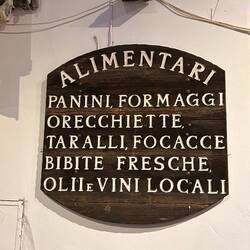 ALIMENTARI
PANINI, FORMAGGI
ORECCHIETTE,
TARALLI, FOCACCE
BIBITE FRESCHE,
OLII E VINI LOCALI